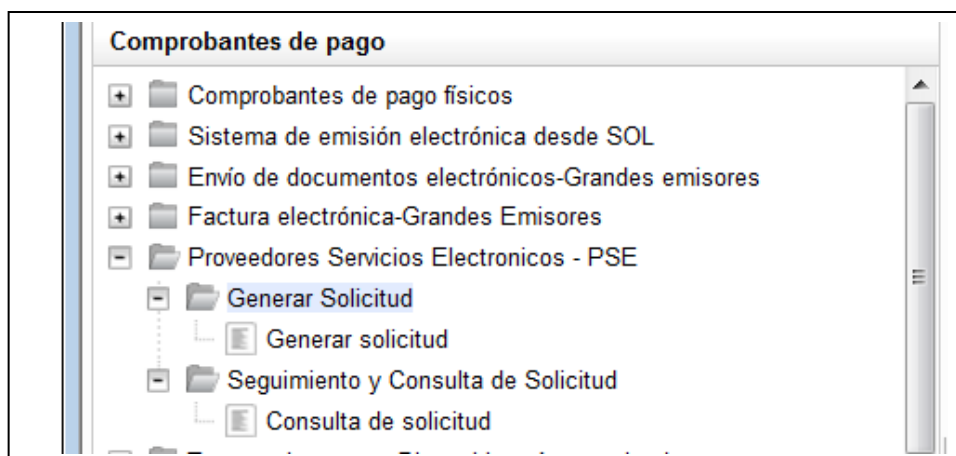 Comprobantes de pago
Comprobantes de pago físicos
Sistema de emisión electrónica desde SOL
Envío de documentos electrónicos-Grandes emisores
Factura electrónica-Grandes Emisores
Proveedores Servicios Electronicos - PSE
Generar Solicitud
Generar solicitud
Seguimiento y Consulta de Solicitud
Consulta de solicitud